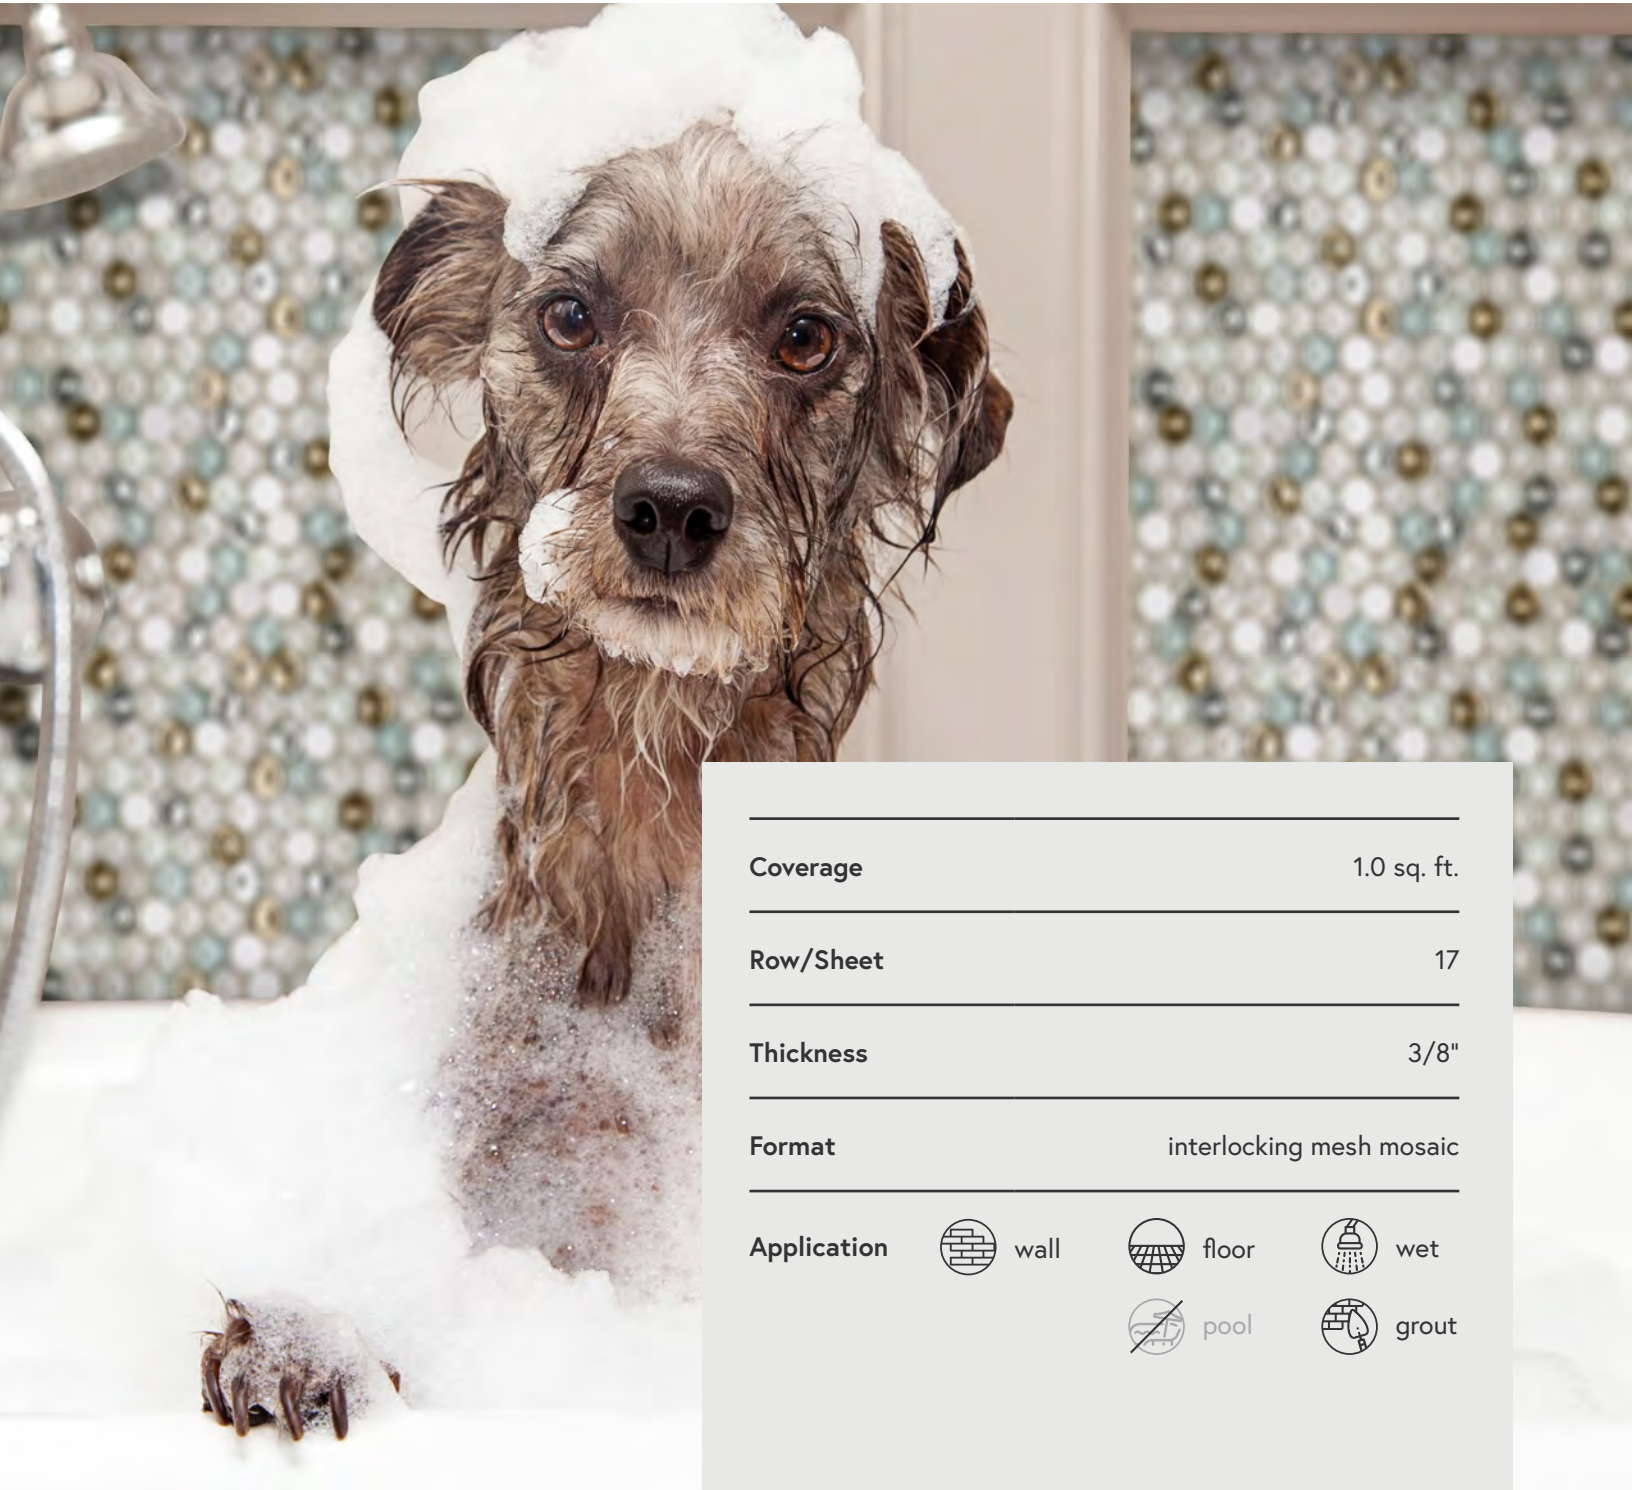 Coverage 1.0 sq. ft.
Row/Sheet 17
Thickness 3/8"
Format interlocking mesh mosaic
Application wall floor wet
pool grout